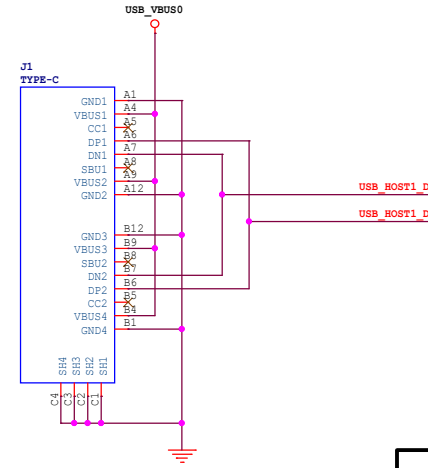 USB_VBUS0
J1
TYPE-C
GND1 A1
VBUS1 A4
CC1 A5
DP1 A6
DN1 A7
SBU1 A8
VBUS2 A9
GND2 A12
USB_HOST1_D
USB_HOST1_D
GND3 B12
VBUS3 B9
SBU2 B8
DN2 B7
DP2 B6
CC2 B5
VBUS4 B4
GND4 B1
SH4 SH3 SH2 SH1
C4 C3 C2 C1